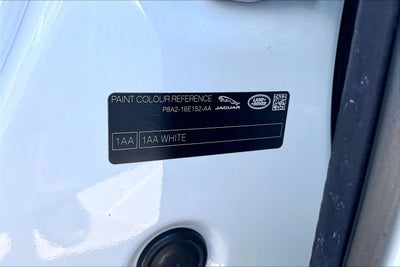 PAINT COLOUR REFERENCE
P8A2-16E152-AA
JAGUAR
LAND ROVER
1AA 1AA WHITE